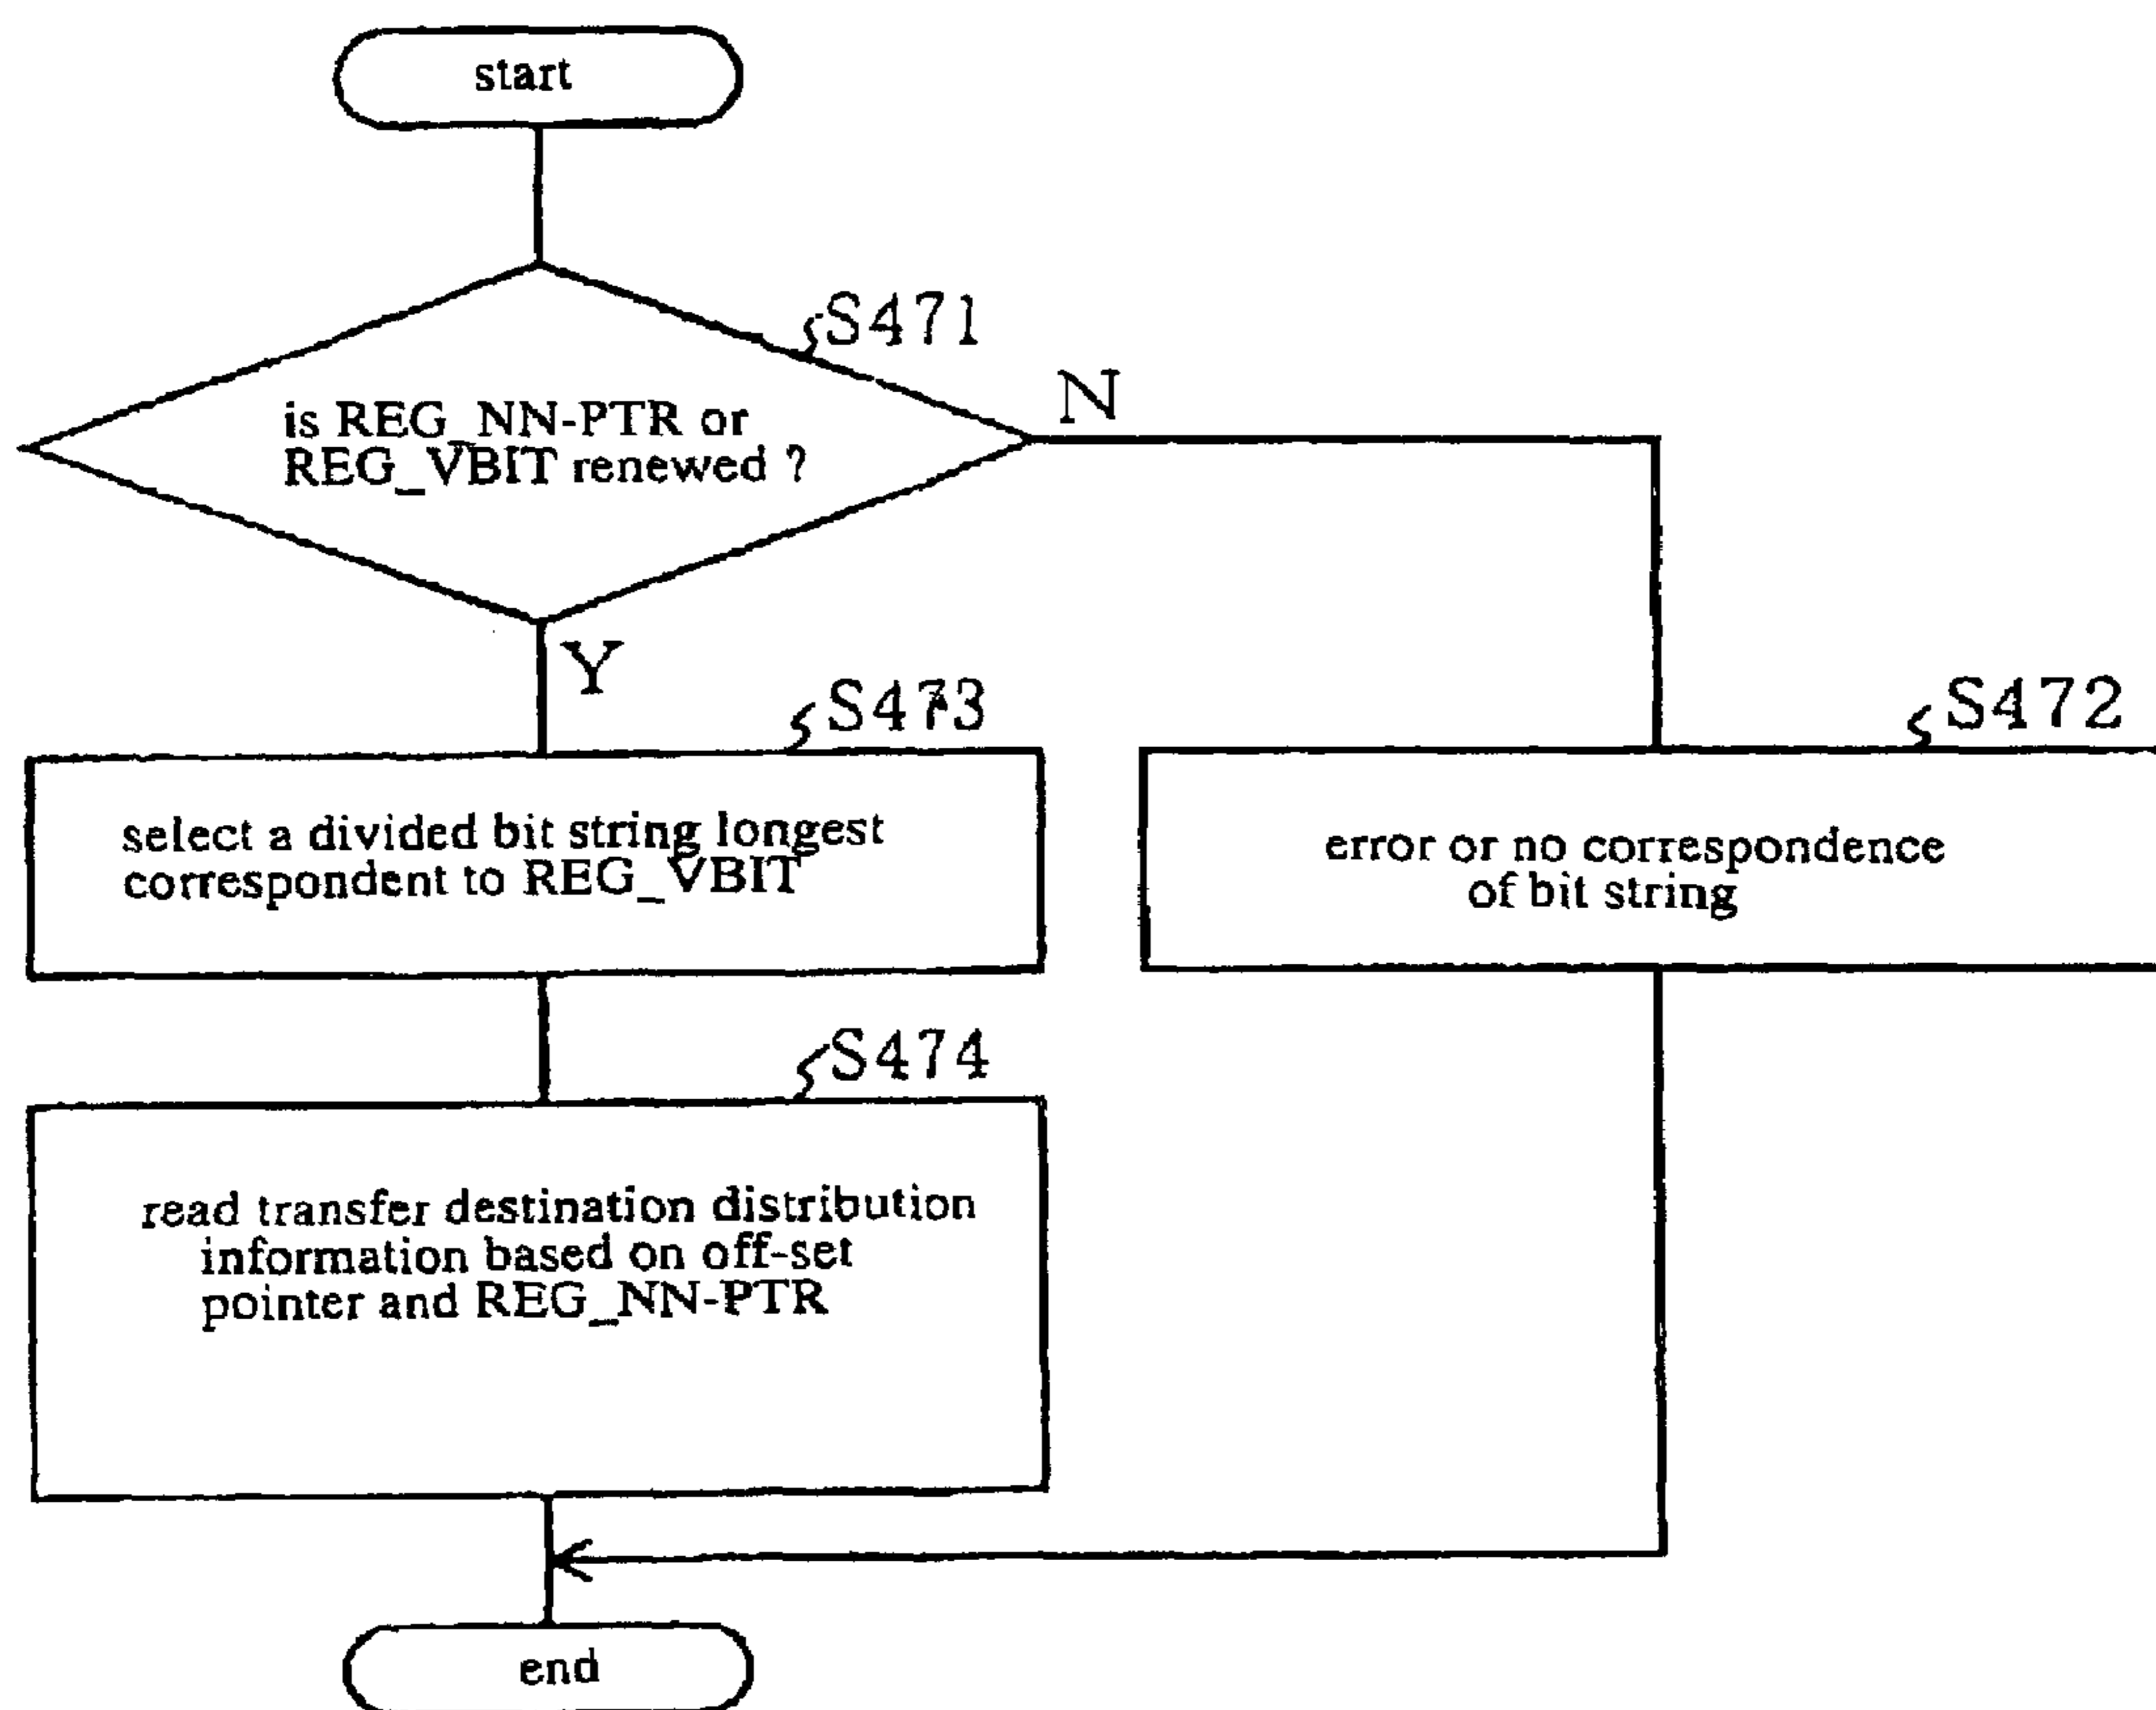 start
S471
N
is REG_NN-PTR or
REG_VBIT renewed ?
Y
S473
S472
select a divided bit string longest
correspondent to REG_VBIT
error or no correspondence
of bit string
S474
read transfer destination distribution
information based on off-set
pointer and REG_NN-PTR
end